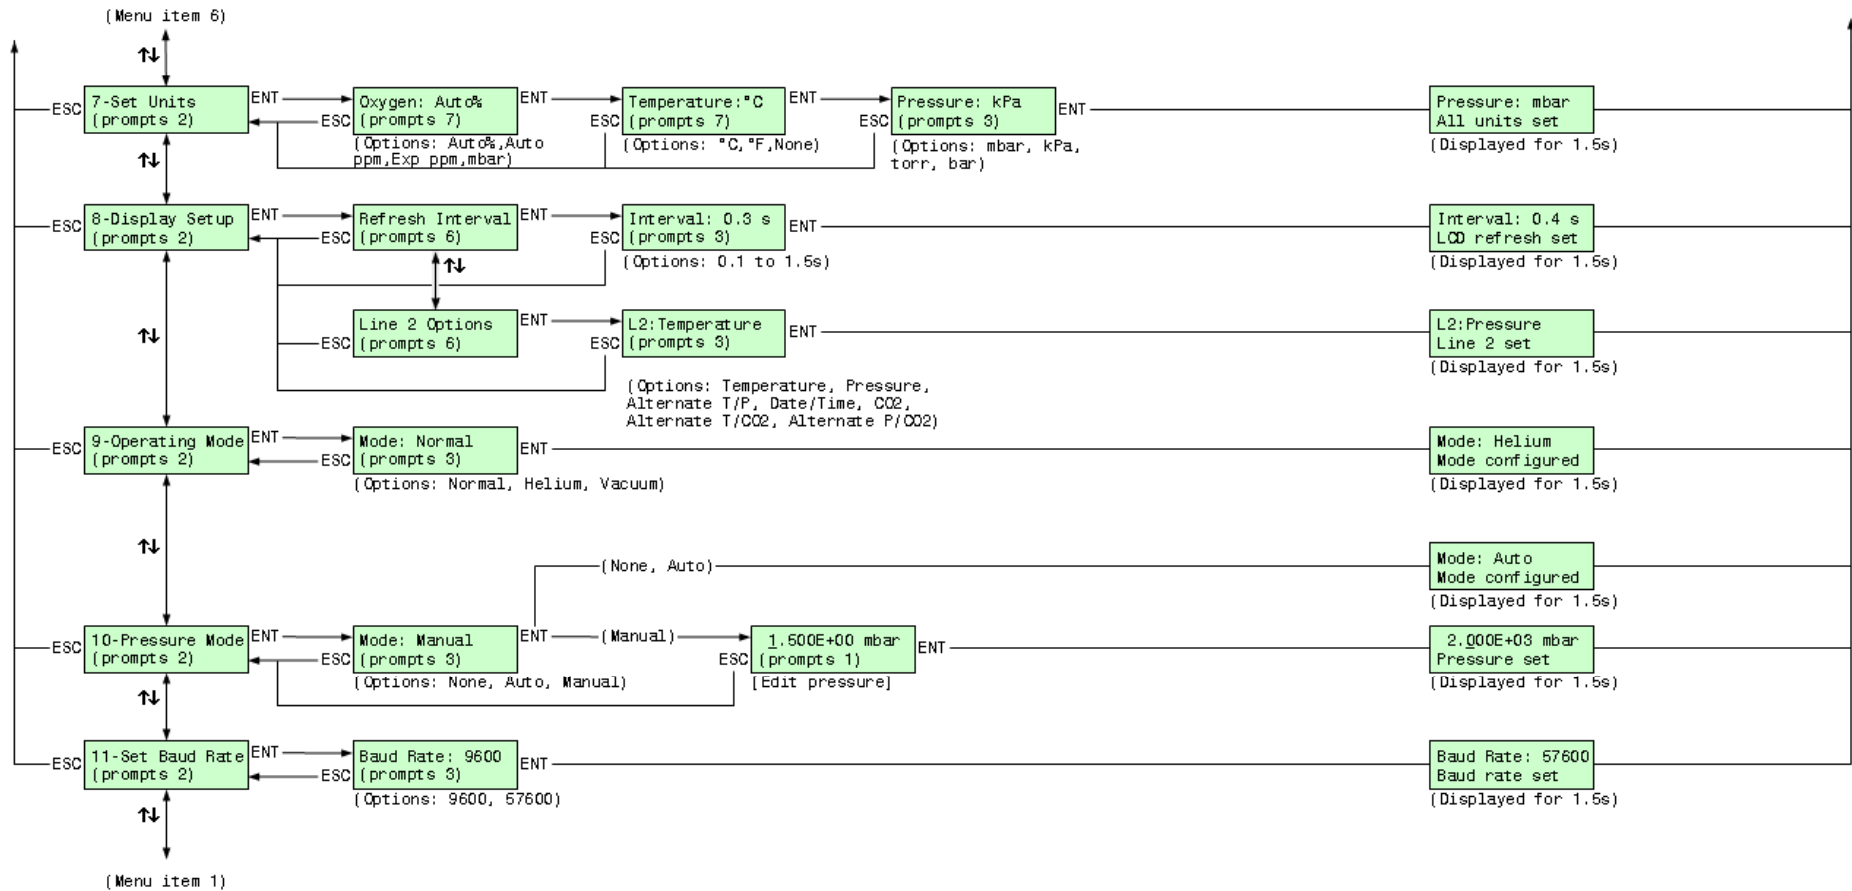 (Menu item 6)
↑↓
ESC
7-Set Units
(prompts 2)
ENT
ESC
Oxygen: Auto%
(prompts 7)
(Options: Auto%,Auto
ppm,Exp ppm,mbar)
ENT
ESC
Temperature:°C
(prompts 7)
(Options: °C,°F,None)
ENT
ESC
Pressure: kPa
(prompts 3)
(Options: mbar, kPa,
torr, bar)
ENT
Pressure: mbar
All units set
(Displayed for 1.5s)
↑↓
ESC
8-Display Setup
(prompts 2)
ENT
ESC
Refresh Interval
(prompts 6)
ENT
ESC
Interval: 0.3 s
(prompts 3)
(Options: 0.1 to 1.5s)
ENT
Interval: 0.4 s
LCD refresh set
(Displayed for 1.5s)
↑↓
ESC
Line 2 Options
(prompts 6)
ENT
ESC
L2:Temperature
(prompts 3)
(Options: Temperature, Pressure,
Alternate T/P, Date/Time, CO2,
Alternate T/CO2, Alternate P/CO2)
ENT
L2:Pressure
Line 2 set
(Displayed for 1.5s)
↑↓
ESC
9-Operating Mode
(prompts 2)
ENT
ESC
Mode: Normal
(prompts 3)
(Options: Normal, Helium, Vacuum)
ENT
Mode: Helium
Mode configured
(Displayed for 1.5s)
↑↓
(None, Auto)
Mode: Auto
Mode configured
(Displayed for 1.5s)
ESC
10-Pressure Mode
(prompts 2)
ENT
ESC
Mode: Manual
(prompts 3)
(Options: None, Auto, Manual)
ENT
(Manual)
ESC
1.600E+00 mbar
(prompts 1)
[Edit pressure]
ENT
2.000E+03 mbar
Pressure set
(Displayed for 1.5s)
↑↓
ESC
11-Set Baud Rate
(prompts 2)
ENT
ESC
Baud Rate: 9600
(prompts 3)
(Options: 9600, 57600)
ENT
Baud Rate: 57600
Baud rate set
(Displayed for 1.5s)
↑↓
(Menu item 1)